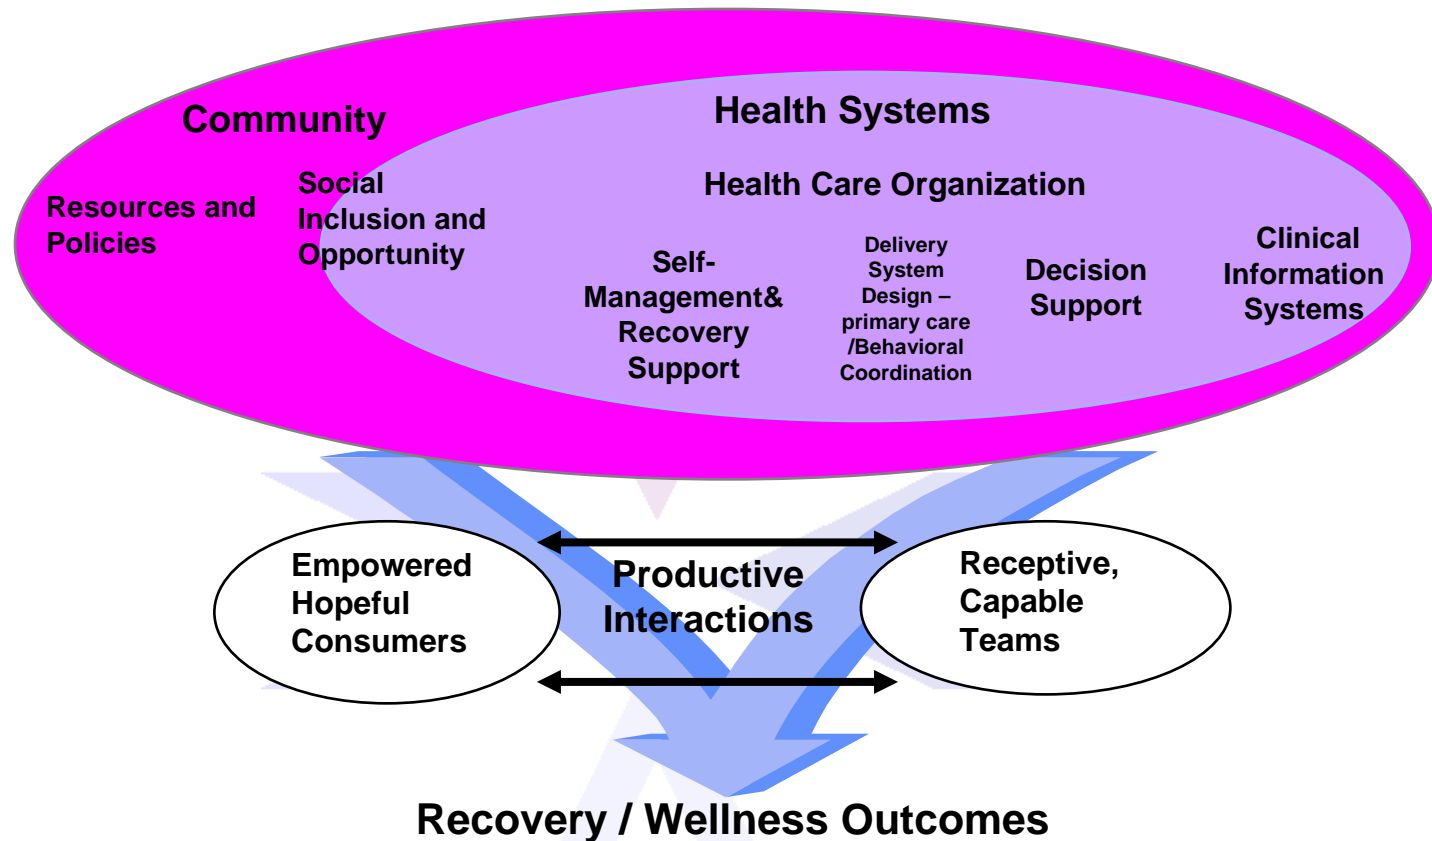 Community
Health Systems
Resources and
Policies
Social
Inclusion and
Opportunity
Health Care Organization
Self-
Management&
Recovery
Support
Delivery
System
Design –
primary care
/Behavioral
Coordination
Decision
Support
Clinical
Information
Systems
Empowered
Hopeful
Consumers
Productive
Interactions
Receptive,
Capable
Teams
Recovery / Wellness Outcomes